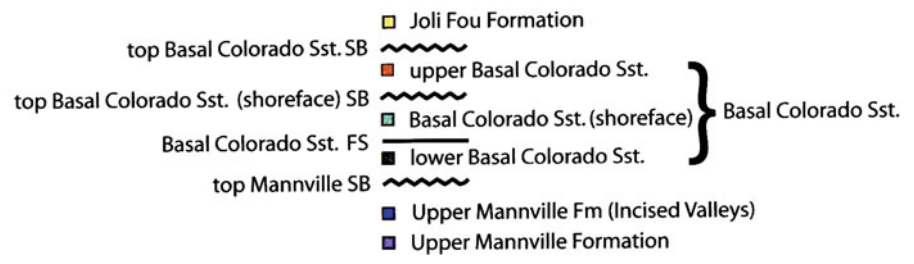 Joli Fou Formation
top Basal Colorado Sst. SB
upper Basal Colorado Sst.
top Basal Colorado Sst. (shoreface) SB
Basal Colorado Sst. (shoreface)
Basal Colorado Sst.
Basal Colorado Sst. FS
lower Basal Colorado Sst.
top Mannville SB
Upper Mannville Fm (Incised Valleys)
Upper Mannville Formation